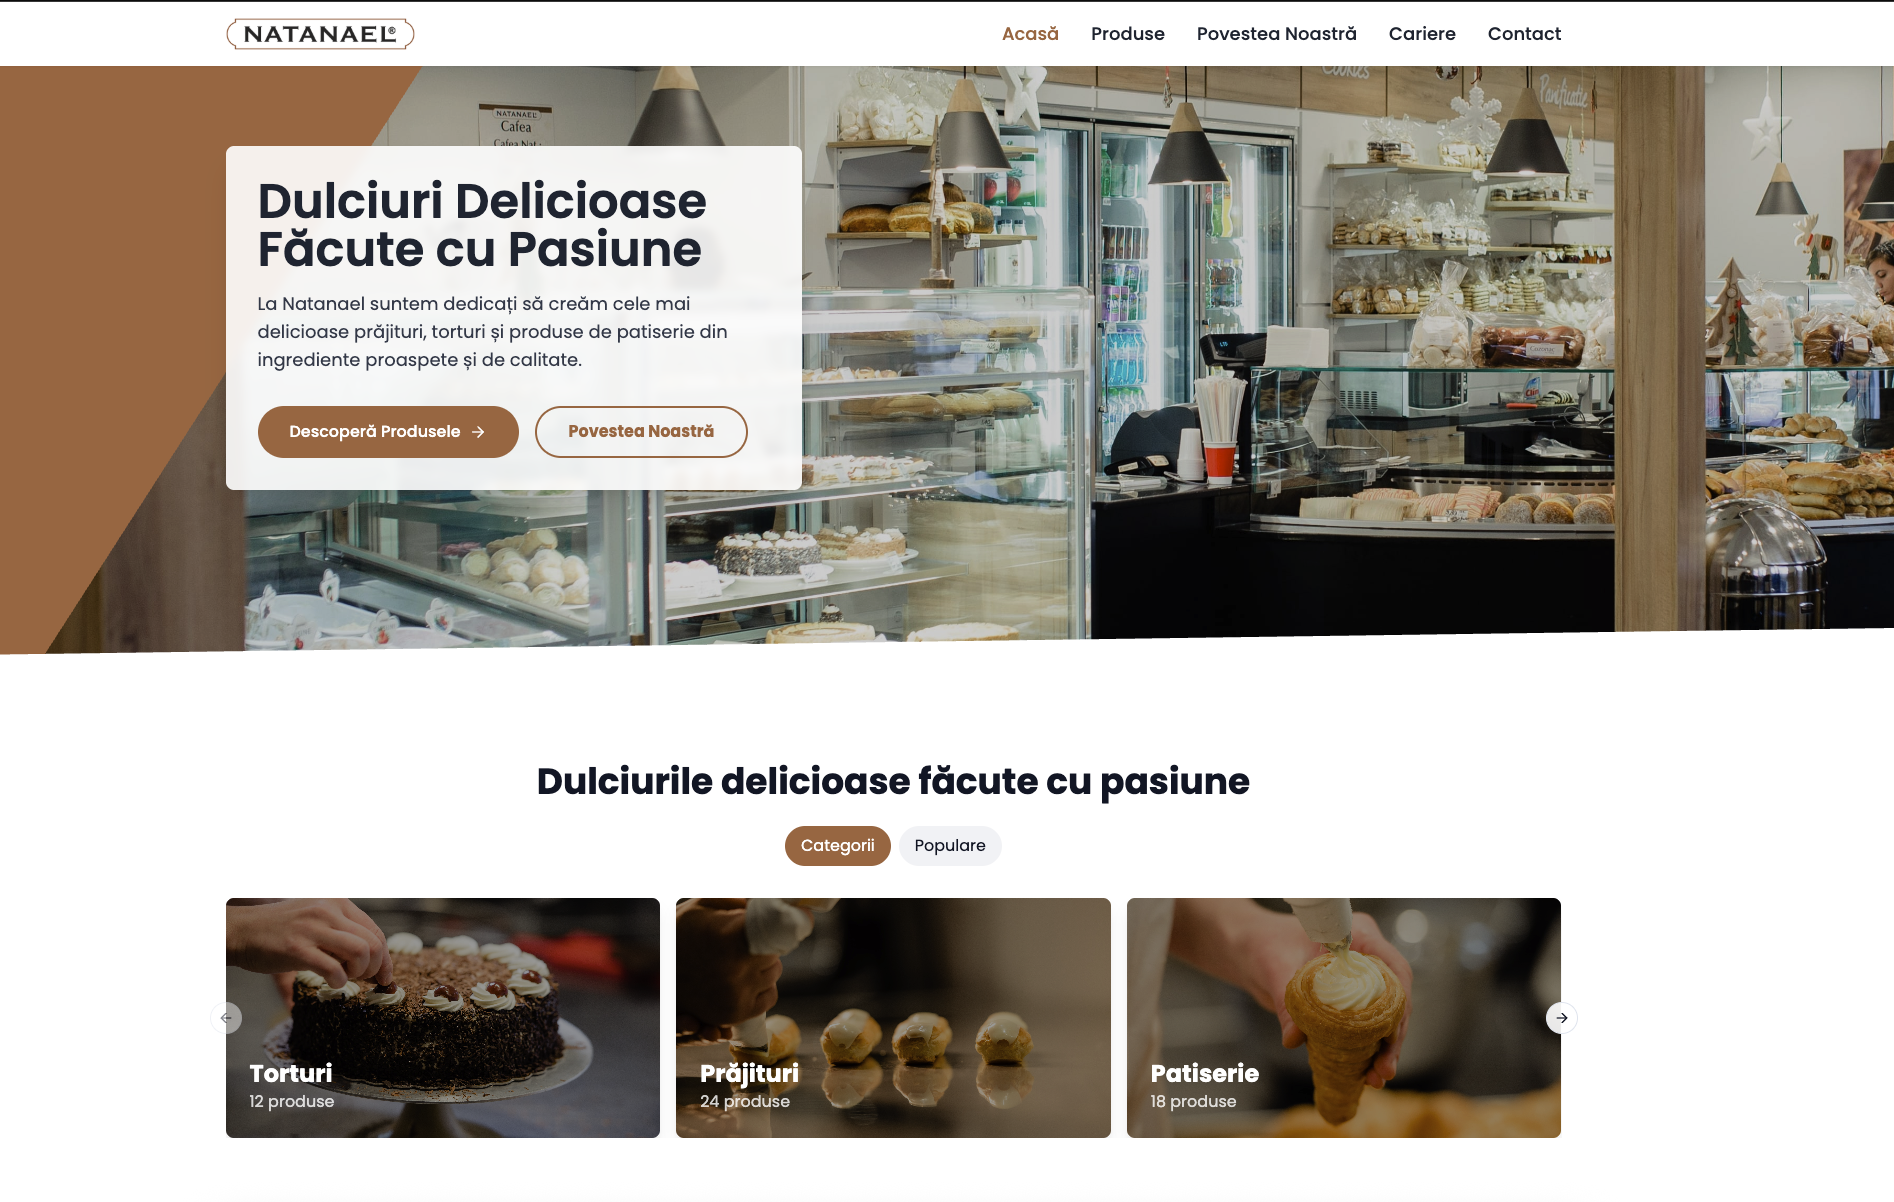 NATANAEL®
Acasă
Produse
Povestea Noastră
Cariere
Contact
Cookies
Panificatie
NATANAEL
Cafea
Dulciuri Delicioase
Făcute cu Pasiune
La Natanael suntem dedicați să creăm cele mai
delicioase prăjituri, torturi și produse de patiserie din
ingrediente proaspete și de calitate.
Descoperă Produsele →
Povestea Noastră
Dulciurile delicioase făcute cu pasiune
Categorii
Populare
Torturi
12 produse
Prăjituri
24 produse
Patiserie
18 produse